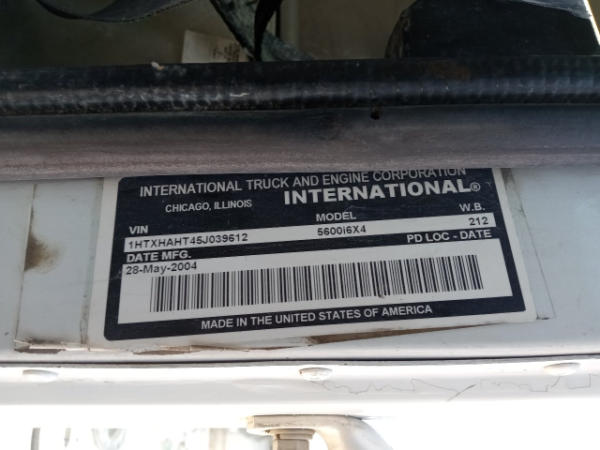 INTERNATIONAL TRUCK AND ENGINE CORPORATION
CHICAGO, ILLINOIS INTERNATIONAL®
VIN MODEL W.B.
1HTXHAHT45J039612 5600i6X4 212
DATE MFG. PD LOC - DATE
28-May-2004
MADE IN THE UNITED STATES OF AMERICA